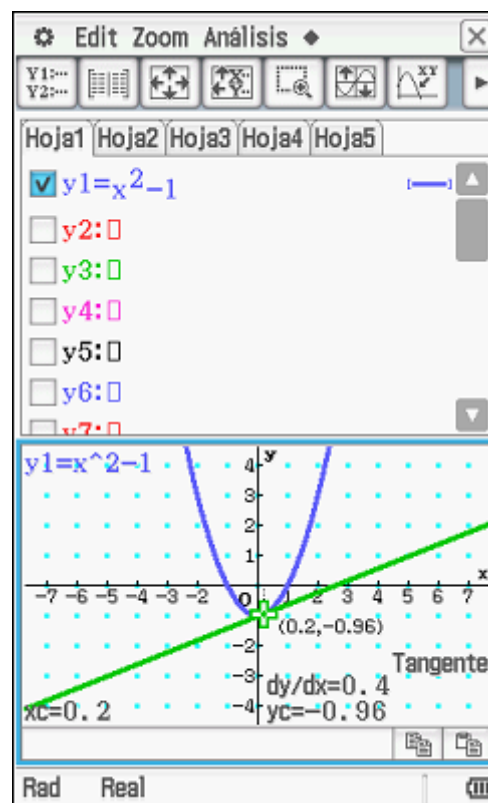 Edit Zoom Análisis ◆
Y1:··· Y2:···
Hoja1 Hoja2 Hoja3 Hoja4 Hoja5
y1=x²-1
y2:▯
y3:▯
y4:▯
y5:▯
y6:▯
y7:▯
y1=x^2-1
y
4
3
2
1
x
-7 -6 -5 -4 -3 -2 O 1 2 3 4 5 6 7
(0.2,-0.96)
-2
-3
-4
Tangente
dy/dx=0.4
xc=0.2 yc=-0.96
Rad Real